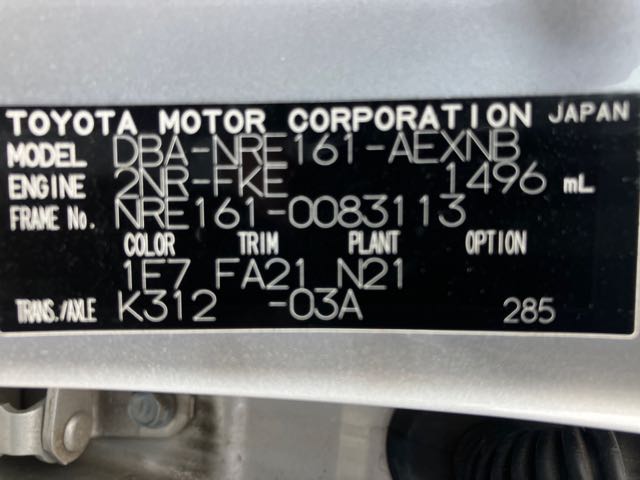 TOYOTA MOTOR CORPORATION JAPAN
MODEL DBA-NRE161-AEXNB
ENGINE 2NR-FKE 1496 mL
FRAME No. NRE161-0083113
COLOR TRIM PLANT OPTION
1E7 FA21 N21
TRANS./AXLE K312 -03A 285